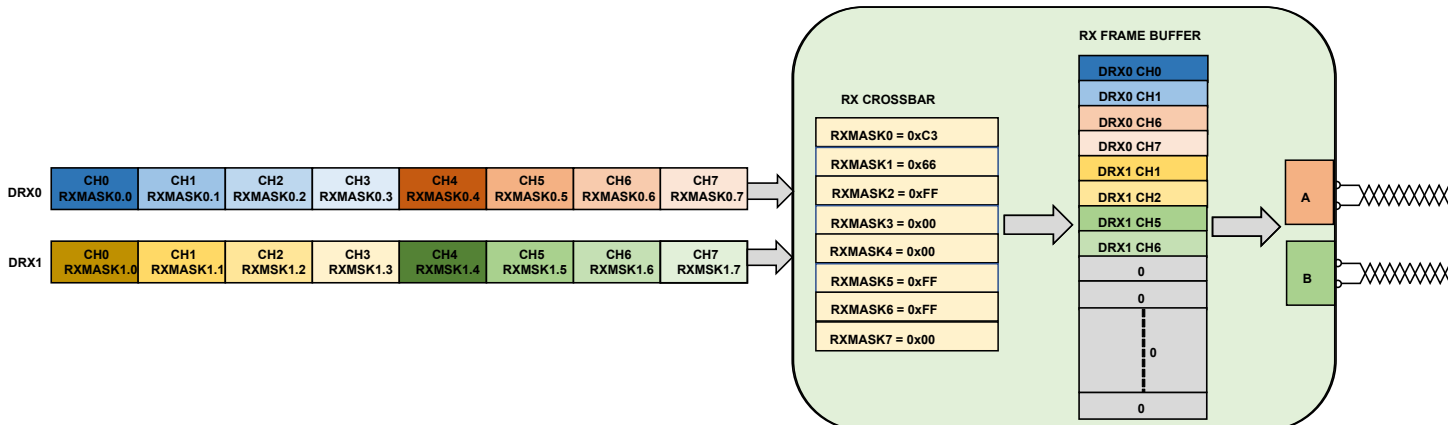 RX FRAME BUFFER
DRX0 CH0
DRX0 CH1
DRX0 CH6
DRX0 CH7
DRX1 CH1
DRX1 CH2
DRX1 CH5
DRX1 CH6
0
0
0
0
RX CROSSBAR
RXMASK0 = 0xC3
RXMASK1 = 0x66
RXMASK2 = 0xFF
RXMASK3 = 0x00
RXMASK4 = 0x00
RXMASK5 = 0xFF
RXMASK6 = 0xFF
RXMASK7 = 0x00
DRX0
CH0 CH1 CH2 CH3 CH4 CH5 CH6 CH7
RXMASK0.0 RXMASK0.1 RXMASK0.2 RXMASK0.3 RXMASK0.4 RXMASK0.5 RXMASK0.6 RXMASK0.7
DRX1
CH0 CH1 CH2 CH3 CH4 CH5 CH6 CH7
RXMASK1.0 RXMASK1.1 RXMSK1.2 RXMASK1.3 RXMSK1.4 RXMSK1.5 RXMSK1.6 RXMSK1.7
A
B